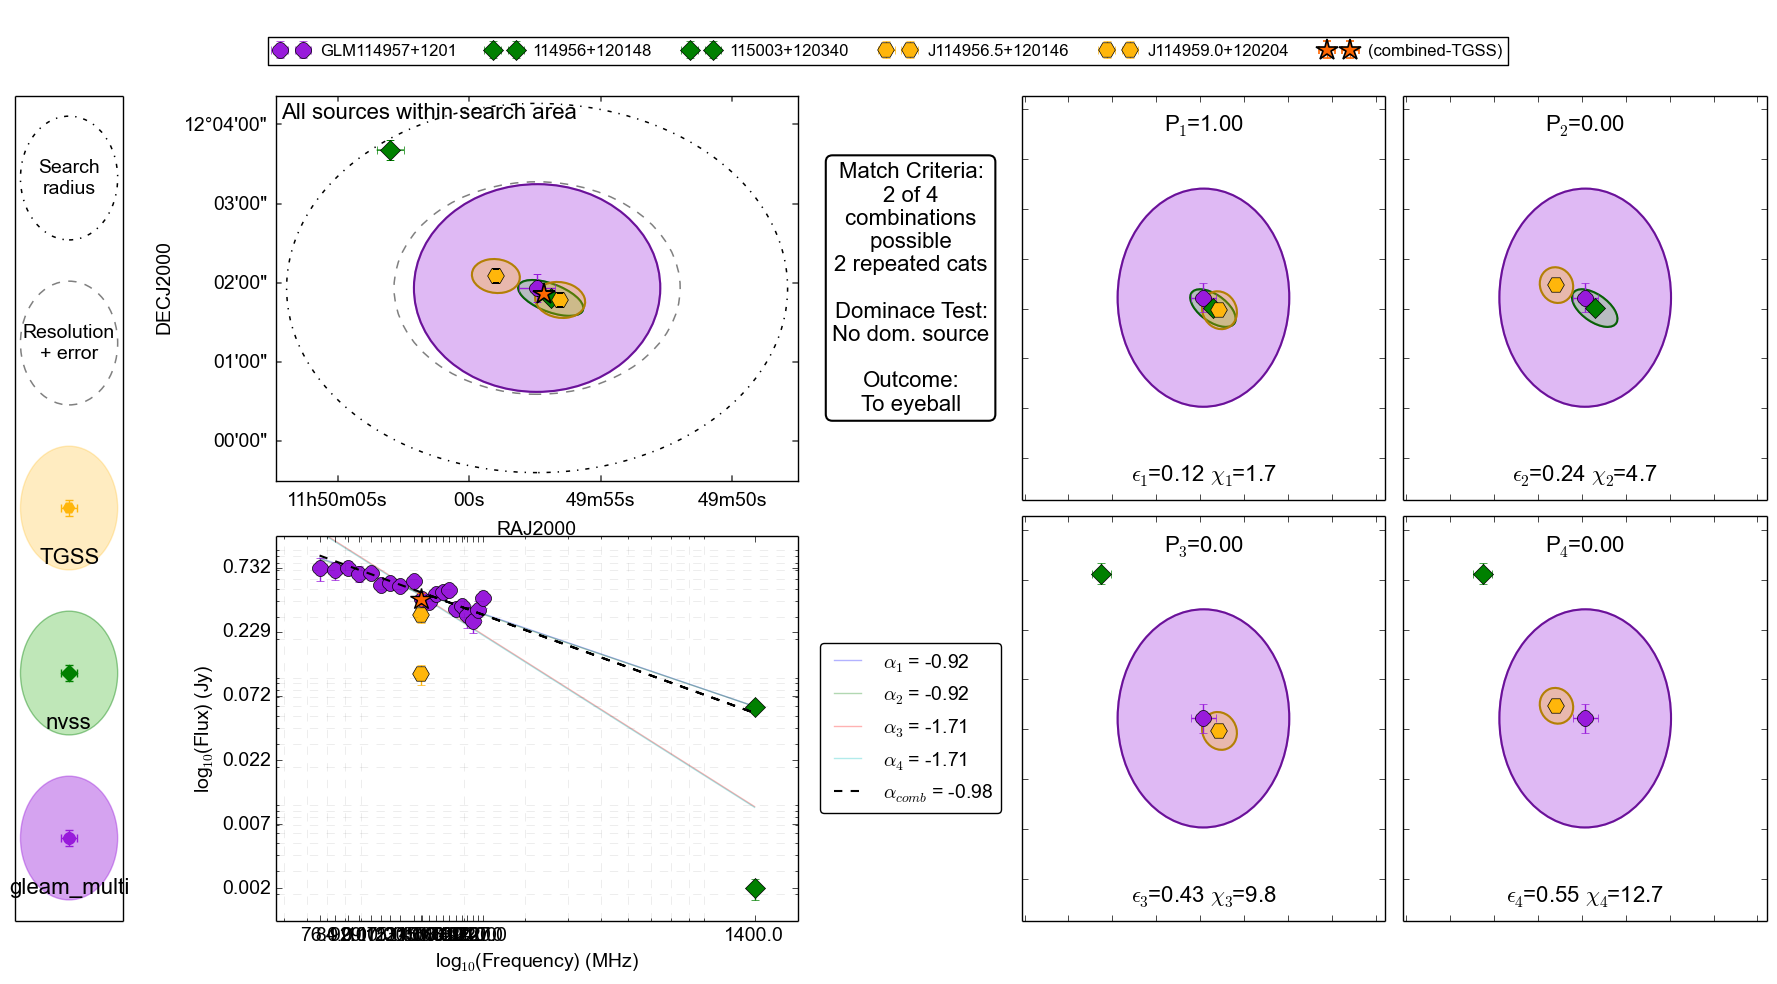 GLM114957+1201 114956+120148 115003+120340 J114956.5+120146 J114959.0+120204 (combined-TGSS)
Search
radius
Resolution
+ error
TGSS
nvss
gleam_multi
All sources within search area
DECJ2000
12°04'00"
03'00"
02'00"
01'00"
00'00"
11h50m05s 00s 49m55s 49m50s
RAJ2000
Match Criteria:
2 of 4
combinations
possible
2 repeated cats
Dominace Test:
No dom. source
Outcome:
To eyeball
P1=1.00
ϵ1=0.12 χ1=1.7
P2=0.00
ϵ2=0.24 χ2=4.7
P3=0.00
ϵ3=0.43 χ3=9.8
P4=0.00
ϵ4=0.55 χ4=12.7
log10(Flux) (Jy)
0.732
0.229
0.072
0.022
0.007
0.002
1400.0
log10(Frequency) (MHz)
α1 = -0.92
α2 = -0.92
α3 = -1.71
α4 = -1.71
αcomb = -0.98